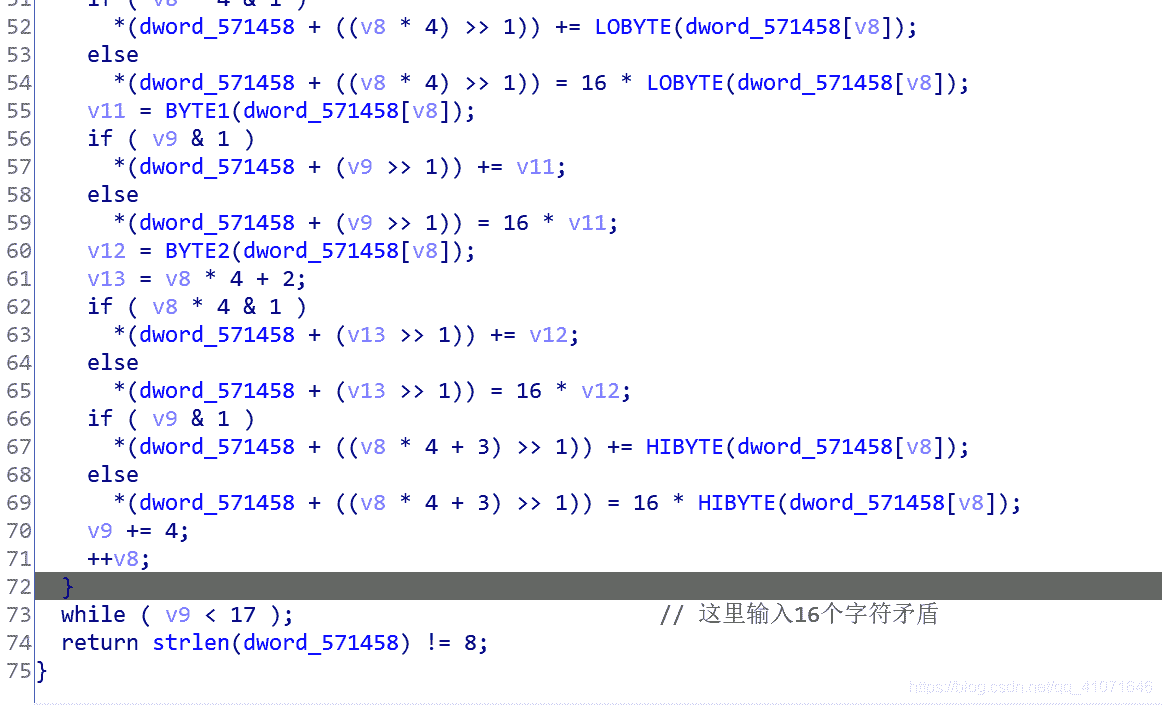 51 if ( v8 * 4 & 1 )
52 *(dword_571458 + ((v8 * 4) >> 1)) += LOBYTE(dword_571458[v8]);
53 else
54 *(dword_571458 + ((v8 * 4) >> 1)) = 16 * LOBYTE(dword_571458[v8]);
55 v11 = BYTE1(dword_571458[v8]);
56 if ( v9 & 1 )
57 *(dword_571458 + (v9 >> 1)) += v11;
58 else
59 *(dword_571458 + (v9 >> 1)) = 16 * v11;
60 v12 = BYTE2(dword_571458[v8]);
61 v13 = v8 * 4 + 2;
62 if ( v8 * 4 & 1 )
63 *(dword_571458 + (v13 >> 1)) += v12;
64 else
65 *(dword_571458 + (v13 >> 1)) = 16 * v12;
66 if ( v9 & 1 )
67 *(dword_571458 + ((v8 * 4 + 3) >> 1)) += HIBYTE(dword_571458[v8]);
68 else
69 *(dword_571458 + ((v8 * 4 + 3) >> 1)) = 16 * HIBYTE(dword_571458[v8]);
70 v9 += 4;
71 ++v8;
72 }
73 while ( v9 < 17 ); // 这里输入16个字符矛盾
74 return strlen(dword_571458) != 8;
75 }
https://blog.csdn.net/qq_41071646